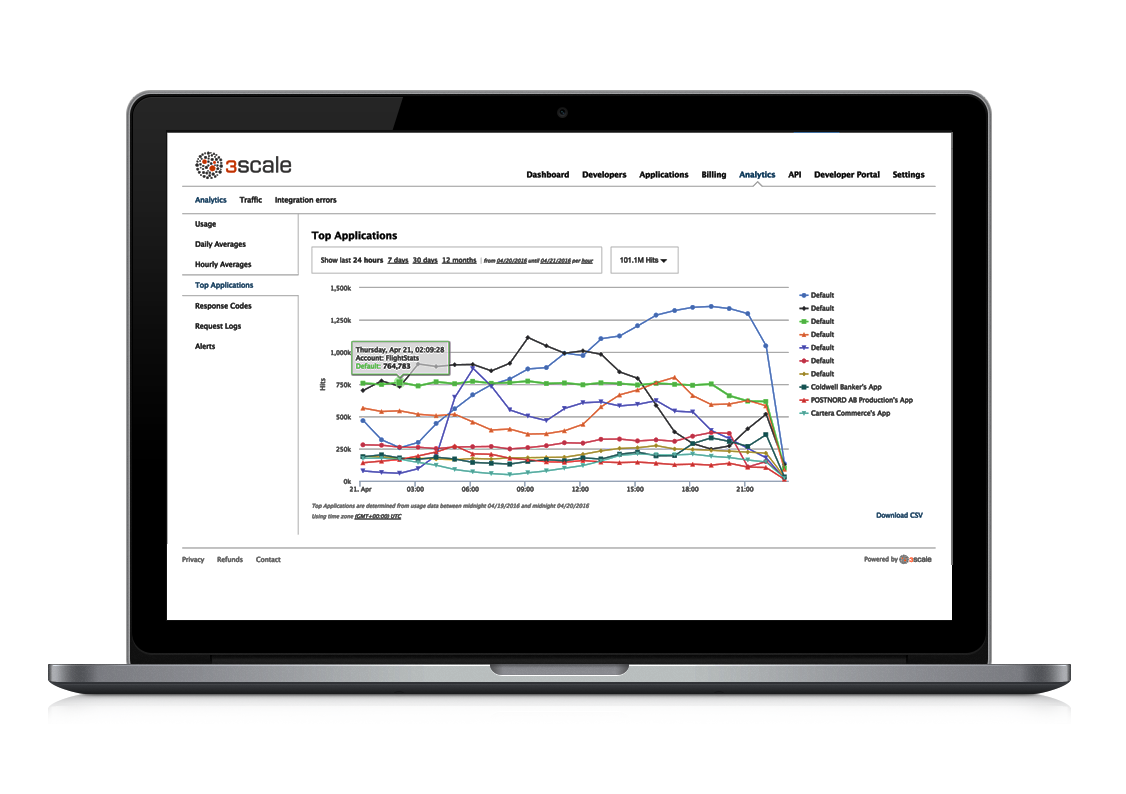 3scale
Dashboard Developers Applications Billing Analytics API Developer Portal Settings
Analytics Traffic Integration errors
Usage
Daily Averages
Hourly Averages
Top Applications
Response Codes
Request Logs
Alerts
Top Applications
Show last 24 hours 7 days 30 days 12 months | from 04/20/2016 until 04/21/2016 per hour
101.1M Hits
1,500k
1,250k
1,000k
750k
500k
250k
0k
Hits
Thursday, Apr 21, 02:09:28
Account: FlightStats
Default: 764,783
21. Apr 03:00 06:00 09:00 12:00 15:00 18:00 21:00
Default
Default
Default
Default
Default
Default
Default
Coldwell Banker's App
POSTNORD AB Production's App
Cartera Commerce's App
Top Applications are determined from usage data between midnight 04/19/2016 and midnight 04/20/2016
Using time zone (GMT+00:00) UTC
Download CSV
Privacy Refunds Contact
Powered by 3scale